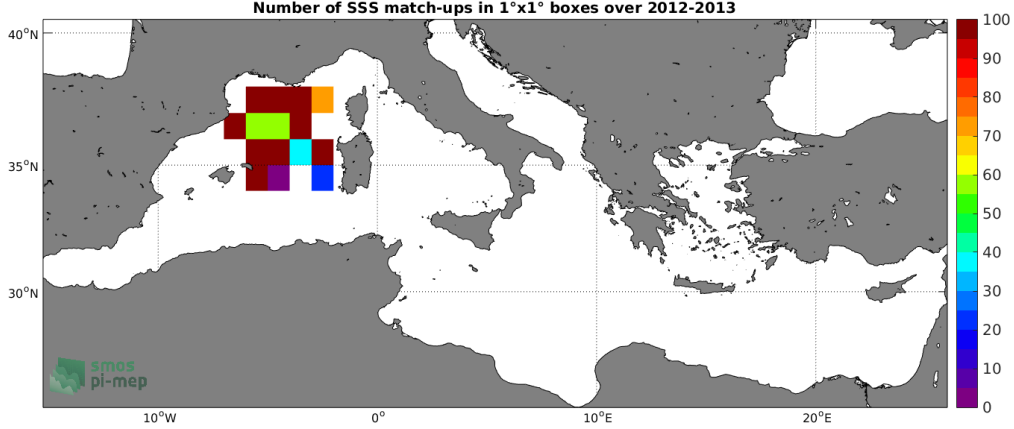 Number of SSS match-ups in 1°x1° boxes over 2012-2013
40°N
35°N
30°N
10°W
0°
10°E
20°E
100
90
80
70
60
50
40
30
20
10
0
smos
pi-mep